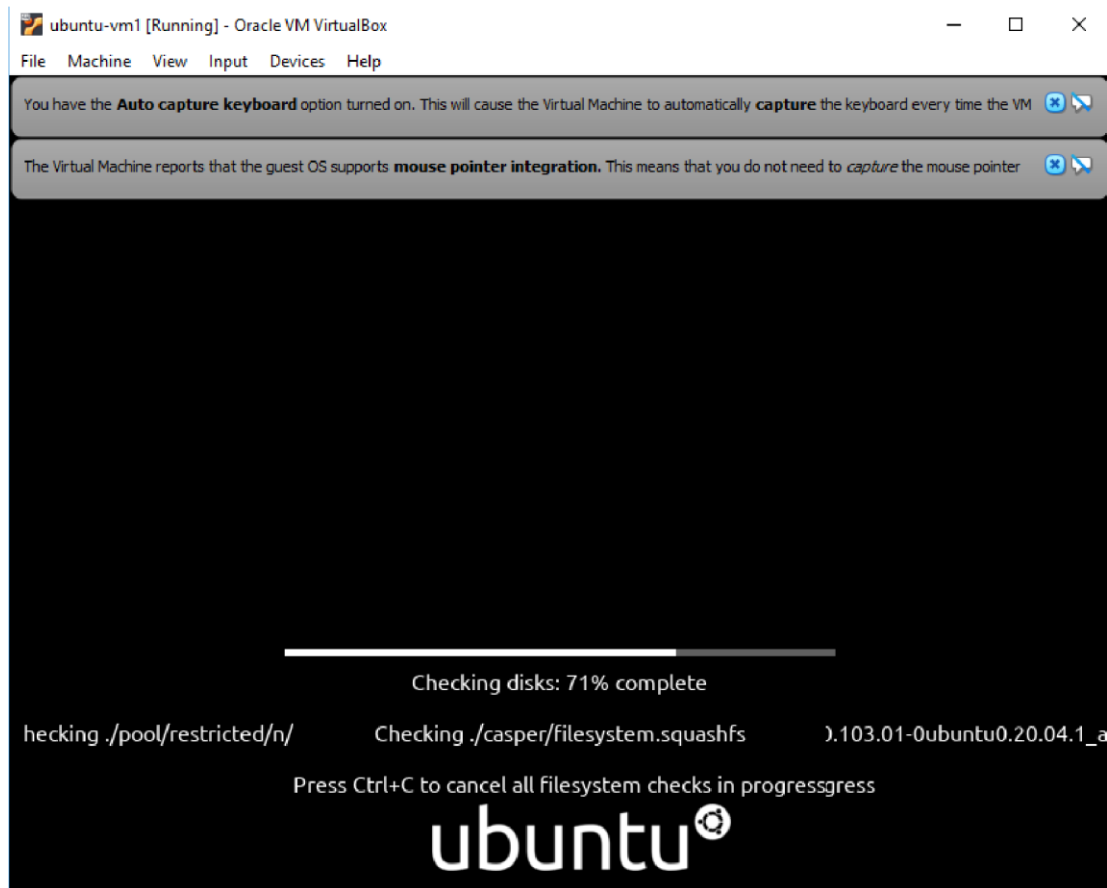 ubuntu-vm1 [Running] - Oracle VM VirtualBox
File Machine View Input Devices Help
You have the Auto capture keyboard option turned on. This will cause the Virtual Machine to automatically capture the keyboard every time the VM
The Virtual Machine reports that the guest OS supports mouse pointer integration. This means that you do not need to capture the mouse pointer
Checking disks: 71% complete
hecking ./pool/restricted/n/ Checking ./casper/filesystem.squashfs 0.103.01-0ubuntu0.20.04.1_a
Press Ctrl+C to cancel all filesystem checks in progressgress
ubuntu